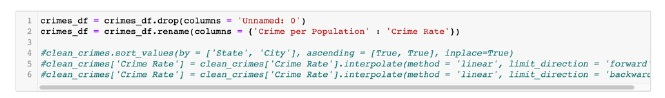 1 crimes_df = crimes_df.drop(columns = 'Unnamed: 0')
2 crimes_df = crimes_df.rename(columns = {'Crime per Population' : 'Crime Rate'})
3
4 #clean_crimes.sort_values(by = ['State', 'City'], ascending = [True, True], inplace=True)
5 #clean_crimes['Crime Rate'] = clean_crimes['Crime Rate'].interpolate(method = 'linear', limit_direction = 'forward
6 #clean_crimes['Crime Rate'] = clean_crimes['Crime Rate'].interpolate(method = 'linear', limit_direction = 'backward